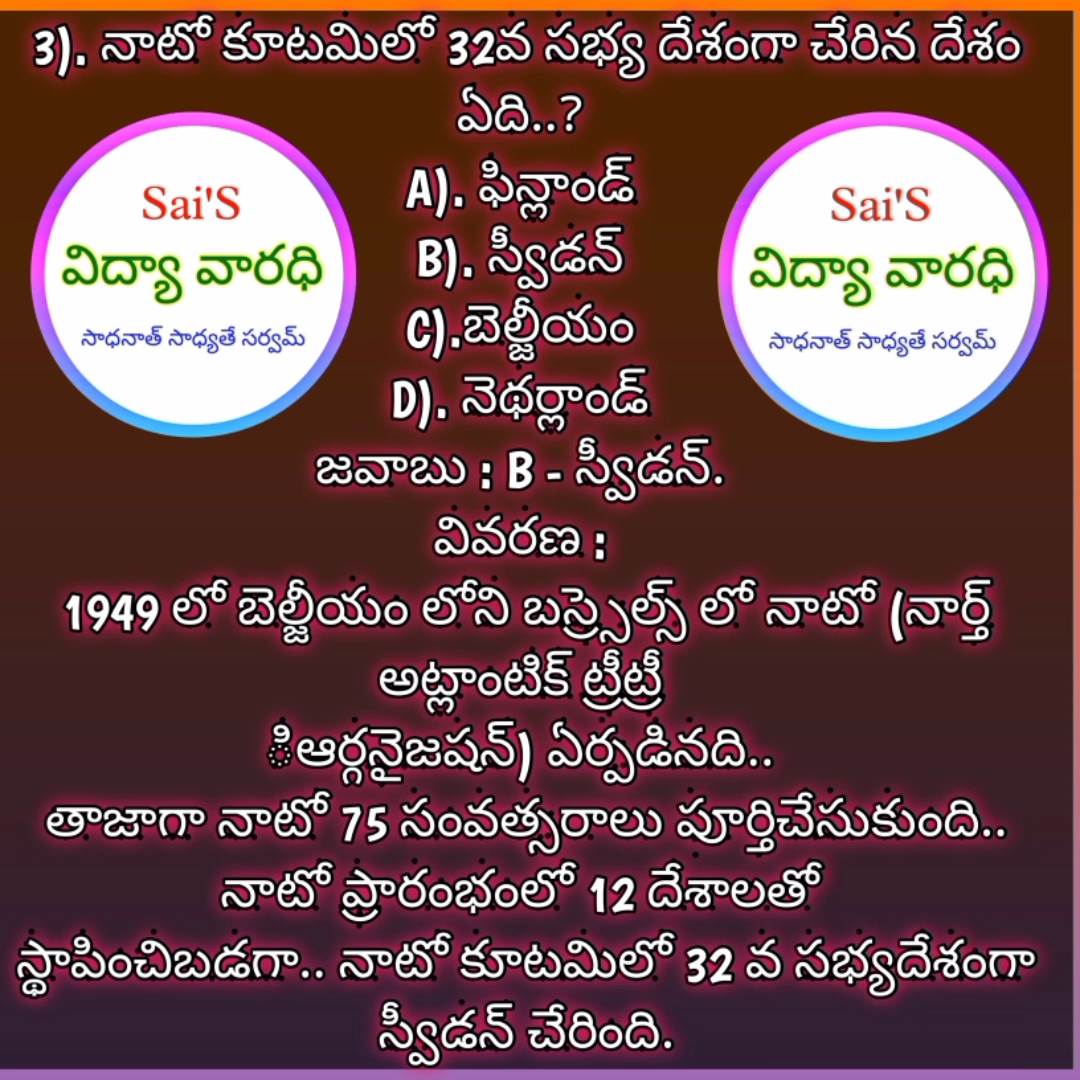 3). నాటో కూటమిలో 32వ సభ్య దేశంగా చేరిన దేశం
ఏది..?
A). ఫిన్లాండ్
B). స్వీడన్
C).బెల్జీయం
D). నెథర్లాండ్
Sai'S
విద్యా వారధి
సాధనాత్ సాధ్యతే సర్వమ్
Sai'S
విద్యా వారధి
సాధనాత్ సాధ్యతే సర్వమ్
జవాబు : B - స్వీడన్.
వివరణ :
1949 లో బెల్జీయం లోని బస్ర్సెల్స్ లో నాటో (నార్త్
అట్లాంటిక్ ట్రీట్రీ
ిఆర్గనైజషన్) ఏర్పడినది..
తాజాగా నాటో 75 సంవత్సరాలు పూర్తిచేసుకుంది..
నాటో ప్రారంభంలో 12 దేశాలతో
స్థాపించిబడగా.. నాటో కూటమిలో 32 వ సభ్యదేశంగా
స్వీడన్ చేరింది.